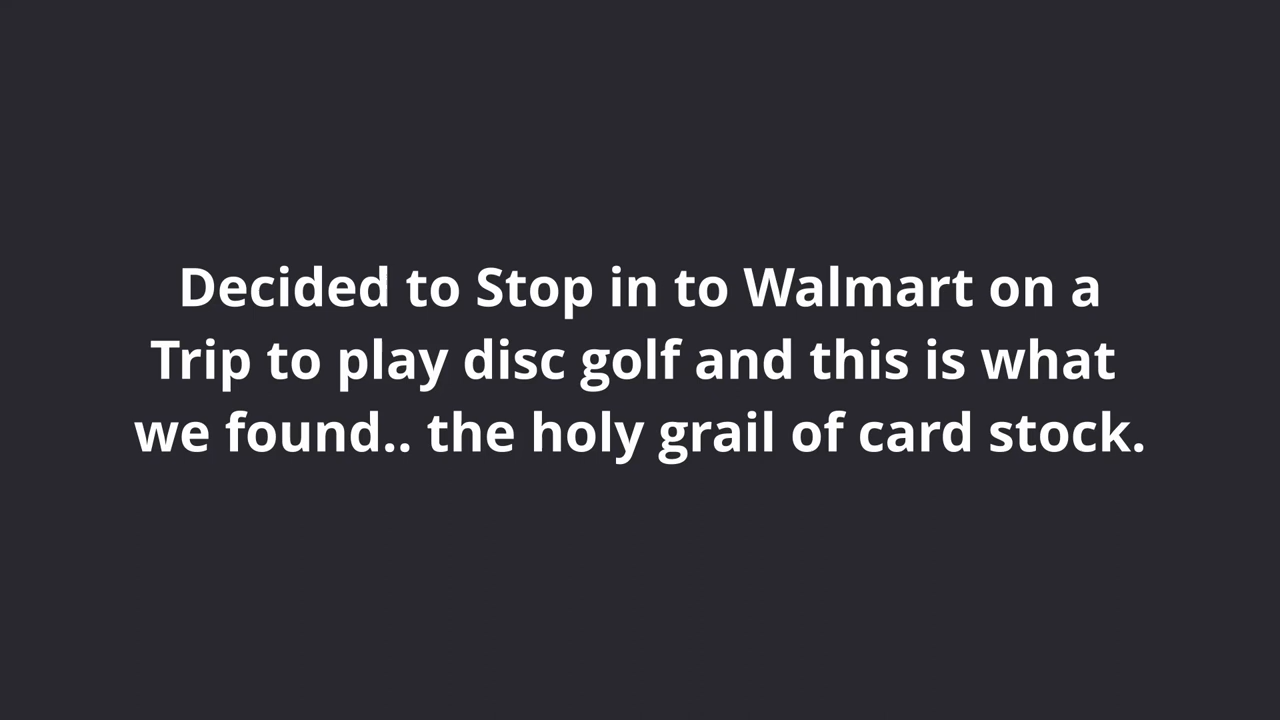 Decided to Stop in to Walmart on a
Trip to play disc golf and this is what
we found.. the holy grail of card stock.